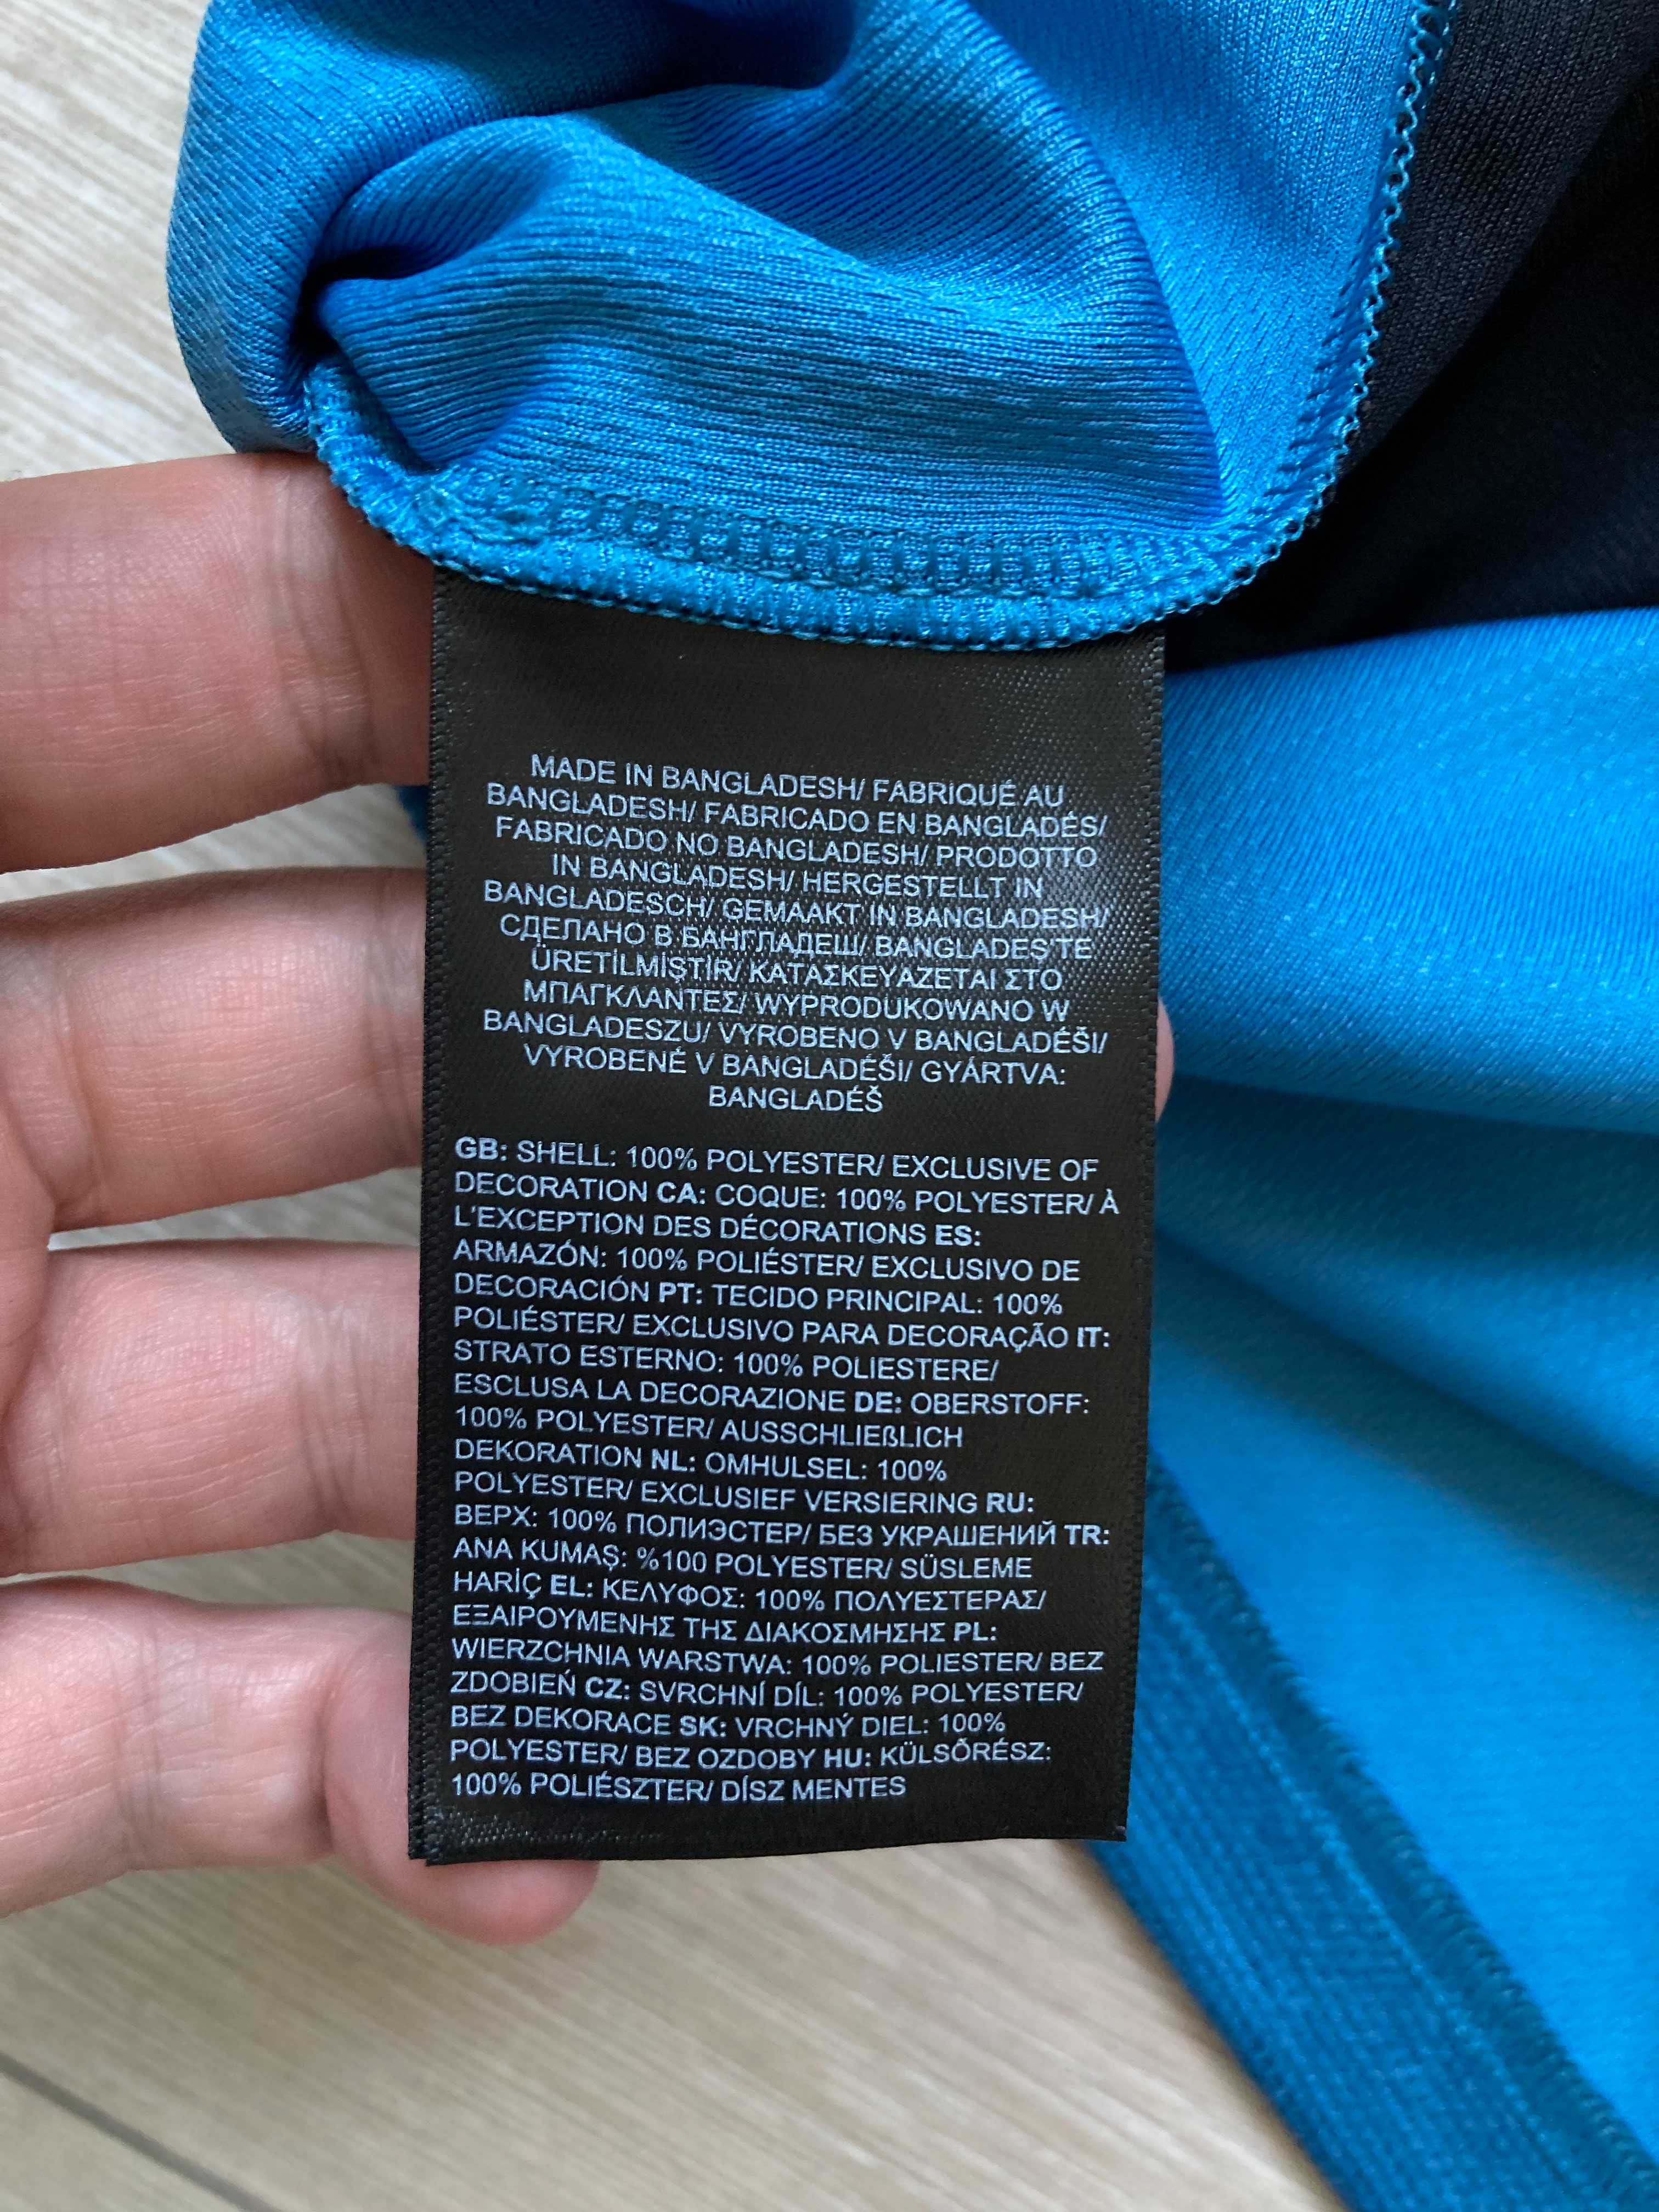 MADE IN BANGLADESH/ FABRIQUÉ AU
BANGLADESH/ FABRICADO EN BANGLADÉS/
FABRICADO NO BANGLADESH/ PRODOTTO
IN BANGLADESH/ HERGESTELLT IN
BANGLADESCH/ GEMAAKT IN BANGLADESH/
СДЕЛАНО В БАНГЛАДЕШ/ BANGLADEŞ'TE
ÜRETİLMİŞTİR/ ΚΑΤΑΣΚΕΥΑΖΕΤΑΙ ΣΤΟ
ΜΠΑΓΚΛΑΝΤΕΣ/ WYPRODUKOWANO W
BANGLADESZU/ VYROBENO V BANGLADÉŠI/
VYROBENÉ V BANGLADÉŠI/ GYÁRTVA:
BANGLADÉŠ
GB: SHELL: 100% POLYESTER/ EXCLUSIVE OF
DECORATION CA: COQUE: 100% POLYESTER/ À
L'EXCEPTION DES DÉCORATIONS ES:
ARMAZÓN: 100% POLIÉSTER/ EXCLUSIVO DE
DECORACIÓN PT: TECIDO PRINCIPAL: 100%
POLIÉSTER/ EXCLUSIVO PARA DECORAÇÃO IT:
STRATO ESTERNO: 100% POLIESTERE/
ESCLUSA LA DECORAZIONE DE: OBERSTOFF:
100% POLYESTER/ AUSSCHLIEßLICH
DEKORATION NL: OMHULSEL: 100%
POLYESTER/ EXCLUSIEF VERSIERING RU:
ВЕРХ: 100% ПОЛИЭСТЕР/ БЕЗ УКРАШЕНИЙ TR:
ANA KUMAŞ: %100 POLYESTER/ SÜSLEME
HARİÇ EL: ΚΕΛΥΦΟΣ: 100% ΠΟΛΥΕΣΤΕΡΑΣ/
ΕΞΑΙΡΟΥΜΕΝΗΣ ΤΗΣ ΔΙΑΚΟΣΜΗΣΗΣ PL:
WIERZCHNIA WARSTWA: 100% POLIESTER/ BEZ
ZDOBIEŃ CZ: SVRCHNÍ DÍL: 100% POLYESTER/
BEZ DEKORACE SK: VRCHNÝ DIEL: 100%
POLYESTER/ BEZ OZDOBY HU: KÜLSŐRÉSZ:
100% POLIÉSZTER/ DÍSZ MENTES